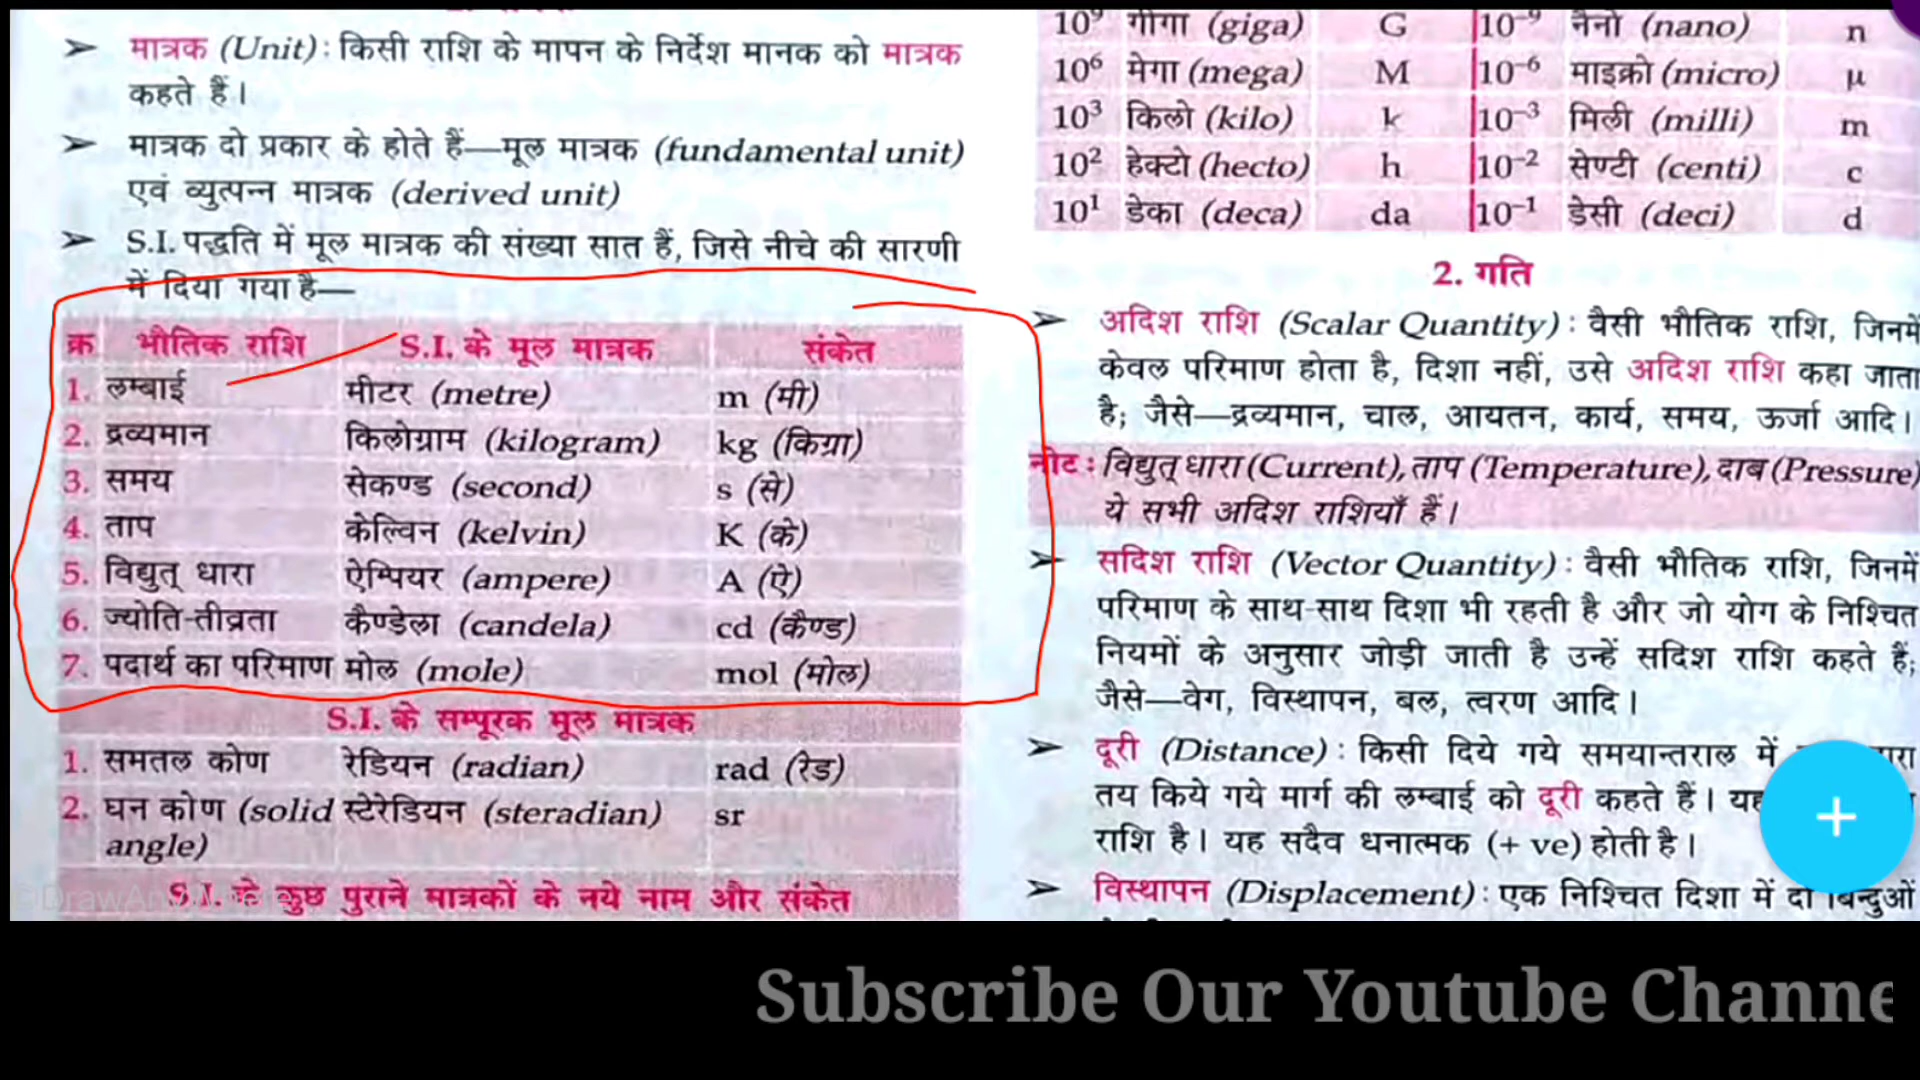 ➤ मात्रक (Unit) : किसी राशि के मापन के निर्देश मानक को मात्रक
कहते हैं।
➤ मात्रक दो प्रकार के होते हैं—मूल मात्रक (fundamental unit)
एवं व्युत्पन्न मात्रक (derived unit)
➤ S.I. पद्धति में मूल मात्रक की संख्या सात हैं, जिसे नीचे की सारणी
में दिया गया है—
क्र भौतिक राशि S.I. के मूल मात्रक संकेत
1. लम्बाई मीटर (metre) m (मी)
2. द्रव्यमान किलोग्राम (kilogram) kg (किग्रा)
3. समय सेकण्ड (second) s (से)
4. ताप केल्विन (kelvin) K (के)
5. विद्युत् धारा ऐम्पियर (ampere) A (ऐ)
6. ज्योति-तीव्रता कैण्डेला (candela) cd (कैण्ड)
7. पदार्थ का परिमाण मोल (mole) mol (मोल)
S.I. के सम्पूरक मूल मात्रक
1. समतल कोण रेडियन (radian) rad (रेड)
2. घन कोण (solid स्टेरेडियन (steradian) sr
angle)
S.I. के कुछ पुराने मात्रकों के नये नाम और संकेत
10⁹ गीगा (giga) G 10⁻⁹ नैनो (nano) n
10⁶ मेगा (mega) M 10⁻⁶ माइक्रो (micro) μ
10³ किलो (kilo) k 10⁻³ मिली (milli) m
10² हेक्टो (hecto) h 10⁻² सेण्टी (centi) c
10¹ डेका (deca) da 10⁻¹ डेसी (deci) d
2. गति
➤ अदिश राशि (Scalar Quantity) : वैसी भौतिक राशि, जिनमें
केवल परिमाण होता है, दिशा नहीं, उसे अदिश राशि कहा जाता
है; जैसे—द्रव्यमान, चाल, आयतन, कार्य, समय, ऊर्जा आदि।
नोट : विद्युत् धारा (Current), ताप (Temperature), दाब (Pressure)
ये सभी अदिश राशियाँ हैं।
➤ सदिश राशि (Vector Quantity) : वैसी भौतिक राशि, जिनमें
परिमाण के साथ-साथ दिशा भी रहती है और जो योग के निश्चित
नियमों के अनुसार जोड़ी जाती है उन्हें सदिश राशि कहते हैं;
जैसे—वेग, विस्थापन, बल, त्वरण आदि।
➤ दूरी (Distance) : किसी दिये गये समयान्तराल में
तय किये गये मार्ग की लम्बाई को दूरी कहते हैं। यह
राशि है। यह सदैव धनात्मक (+ ve) होती है।
➤ विस्थापन (Displacement) : एक निश्चित दिशा में दो बिन्दुओं
Subscribe Our Youtube Channe